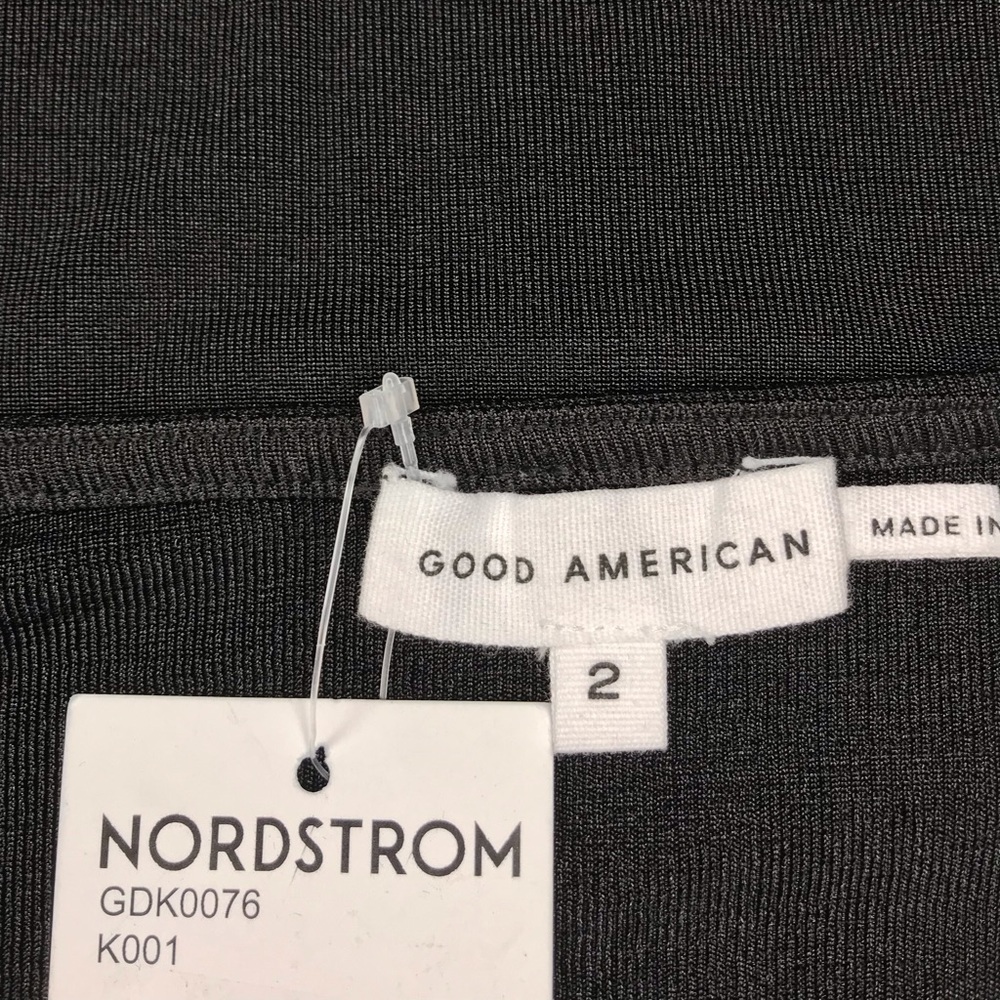 GOOD AMERICAN
MADE IN
2
NORDSTROM
GDK0076
K001